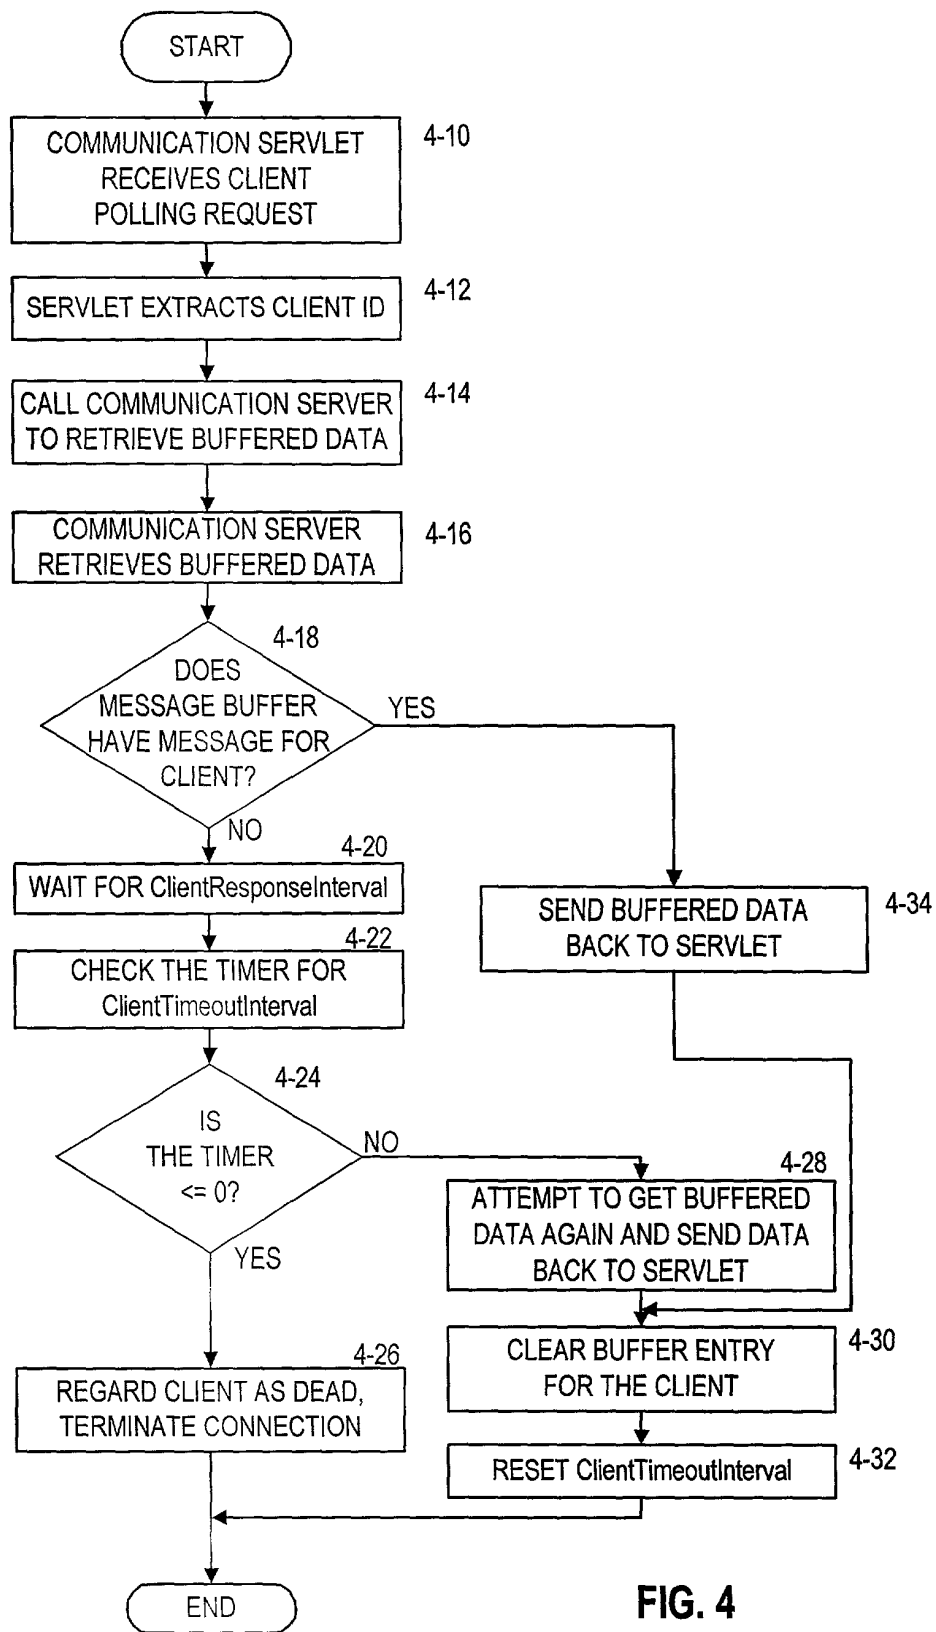 START
COMMUNICATION SERVLET
RECEIVES CLIENT
POLLING REQUEST
4-10
SERVLET EXTRACTS CLIENT ID
4-12
CALL COMMUNICATION SERVER
TO RETRIEVE BUFFERED DATA
4-14
COMMUNICATION SERVER
RETRIEVES BUFFERED DATA
4-16
4-18
DOES
MESSAGE BUFFER
HAVE MESSAGE FOR
CLIENT?
YES
NO
4-20
WAIT FOR ClientResponseInterval
4-34
SEND BUFFERED DATA
BACK TO SERVLET
4-22
CHECK THE TIMER FOR
ClientTimeoutInterval
4-24
IS
THE TIMER
<= 0?
NO
YES
4-28
ATTEMPT TO GET BUFFERED
DATA AGAIN AND SEND DATA
BACK TO SERVLET
4-26
REGARD CLIENT AS DEAD,
TERMINATE CONNECTION
4-30
CLEAR BUFFER ENTRY
FOR THE CLIENT
4-32
RESET ClientTimeoutInterval
END
FIG. 4